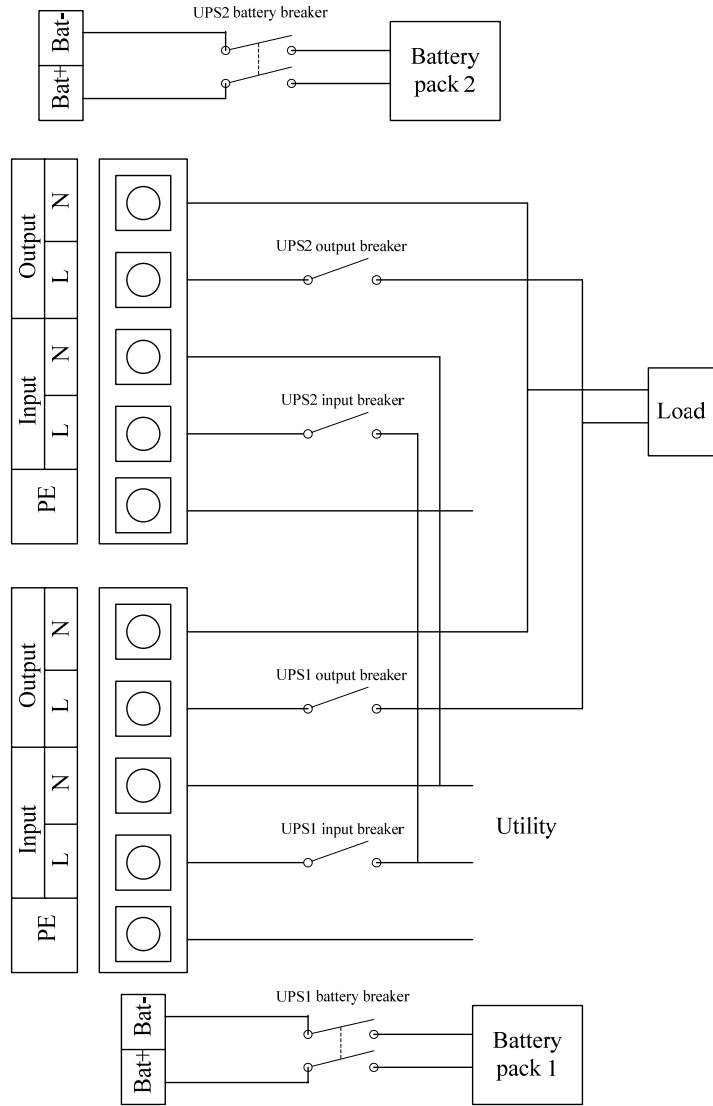 UPS2 battery breaker
Bat-
Bat+
Battery
pack 2
Output
N
L
UPS2 output breaker
Input
N
L
UPS2 input breaker
PE
Load
Output
N
L
UPS1 output breaker
Input
N
L
UPS1 input breaker
Utility
PE
UPS1 battery breaker
Bat-
Bat+
Battery
pack 1